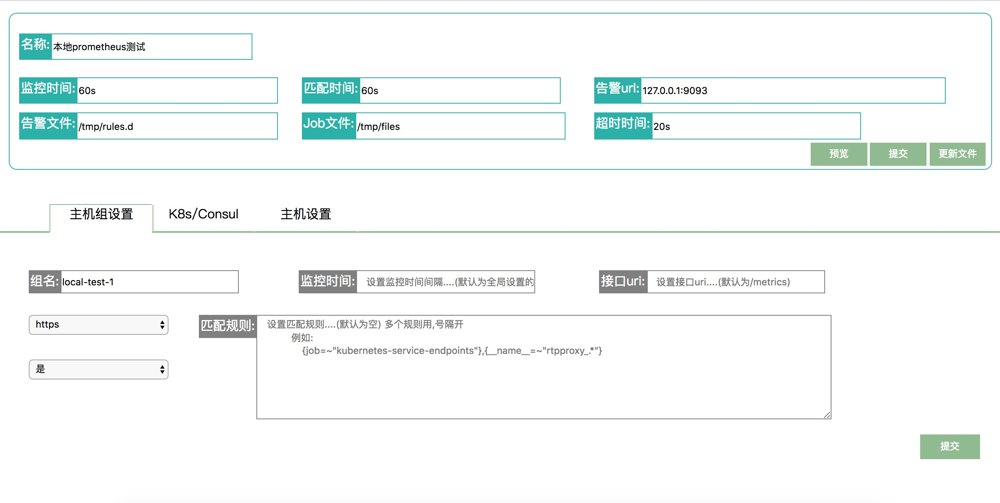 名称: 本地prometheus测试
监控时间: 60s 匹配时间: 60s 告警url: 127.0.0.1:9093
告警文件: /tmp/rules.d Job文件: /tmp/files 超时时间: 20s
预览 提交 更新文件
主机组设置 K8s/Consul 主机设置
组名: local-test-1 监控时间: 设置监控时间间隔....(默认为全局设置的 接口uri: 设置接口uri....(默认为/metrics)
https 匹配规则: 设置匹配规则....(默认为空) 多个规则用,号隔开
例如:
{job=~"kubernetes-service-endpoints"},{__name__=~"rtpproxy_.*"}
是
提交